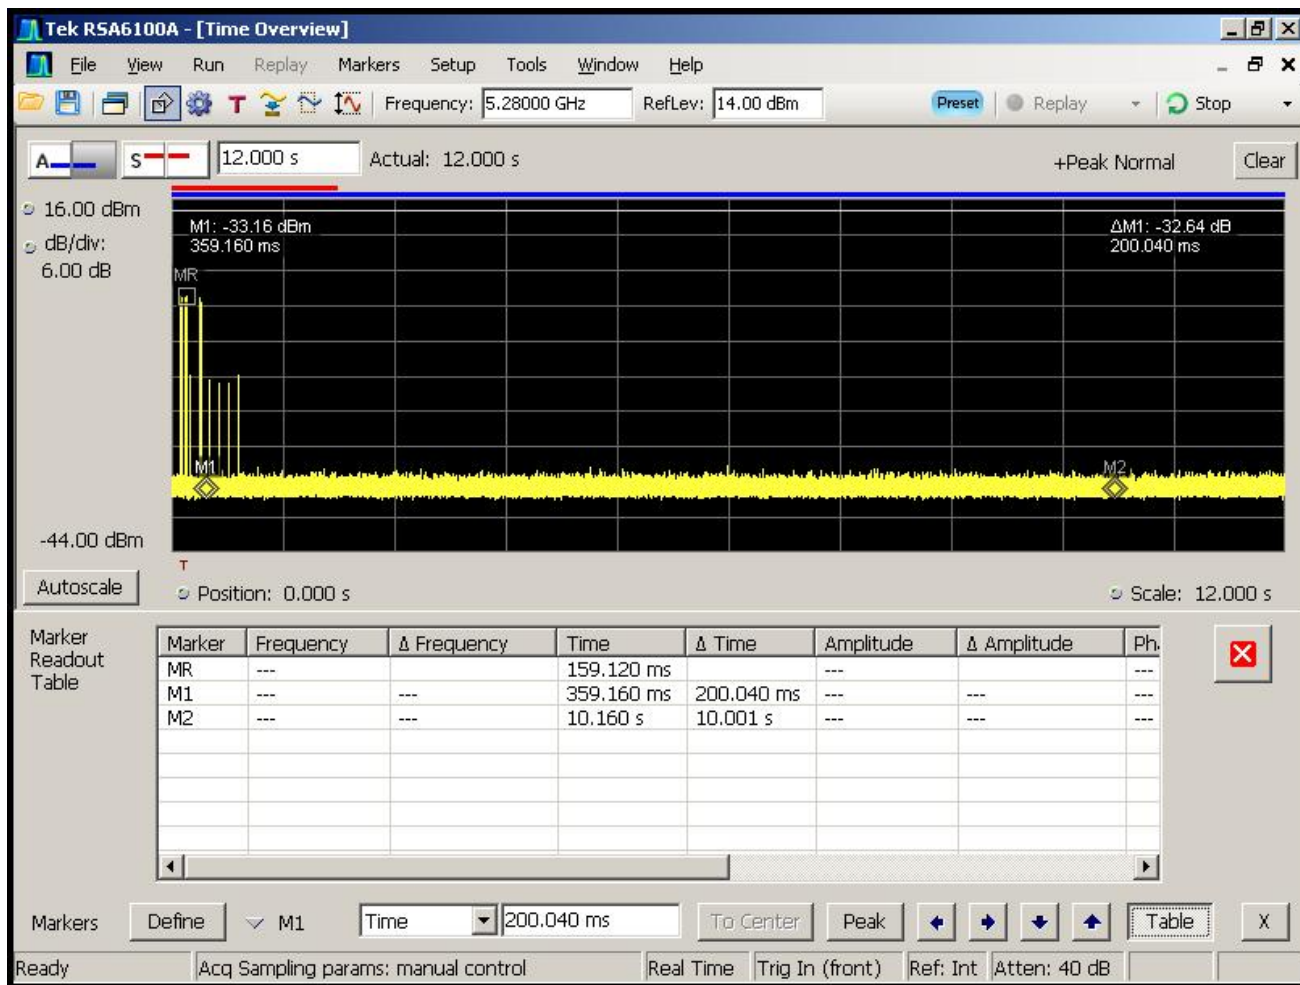 Tek RSA6100A - [Time Overview]
File View Run Replay Markers Setup Tools Window Help
T Frequency: 5.28000 GHz RefLev: 14.00 dBm Preset Replay Stop
A S 12.000 s Actual: 12.000 s +Peak Normal Clear
16.00 dBm
dB/div:
6.00 dB
M1: -33.16 dBm
359.160 ms
ΔM1: -32.64 dB
200.040 ms
MR
M1
M2
-44.00 dBm
T
Autoscale Position: 0.000 s Scale: 12.000 s
Marker
Readout
Table
Marker Frequency Δ Frequency Time Δ Time Amplitude Δ Amplitude Ph
MR --- 159.120 ms --- ---
M1 --- --- 359.160 ms 200.040 ms --- --- ---
M2 --- --- 10.160 s 10.001 s --- --- ---
Markers Define M1 Time 200.040 ms To Center Peak Table X
Ready Acq Sampling params: manual control Real Time Trig In (front) Ref: Int Atten: 40 dB